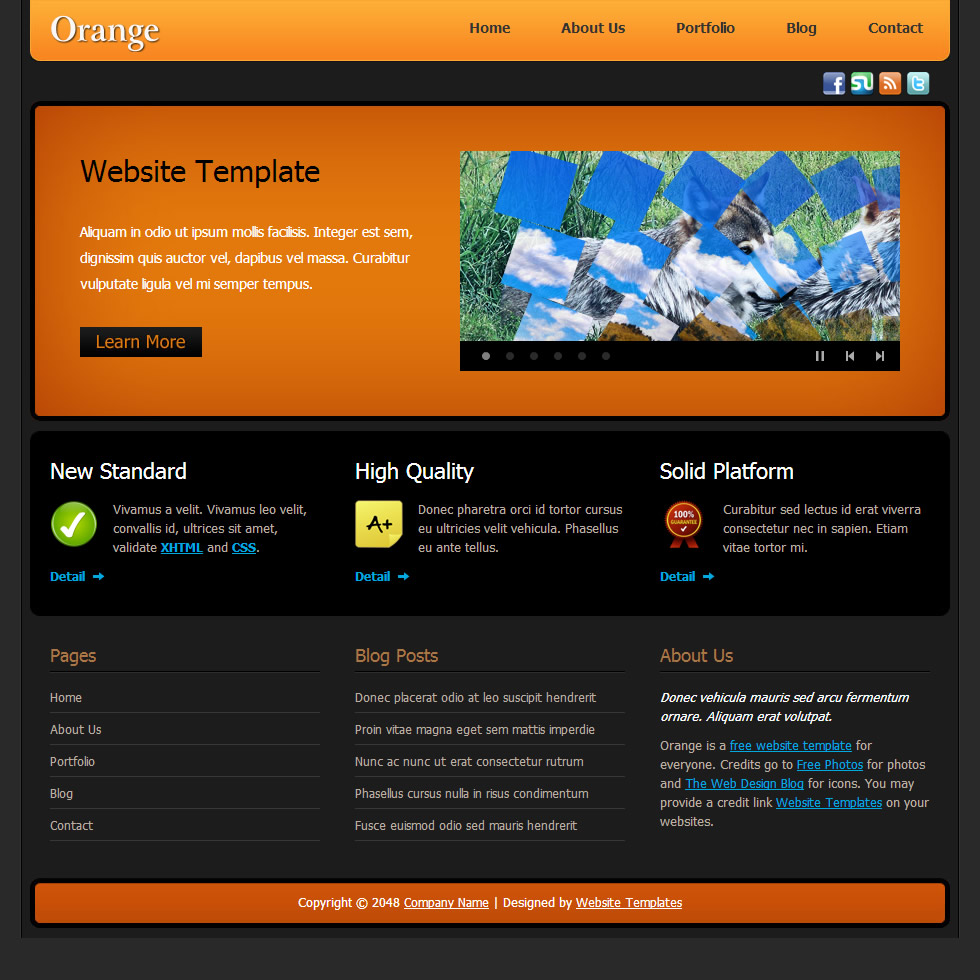 Orange
Home About Us Portfolio Blog Contact
Website Template
Aliquam in odio ut ipsum mollis facilisis. Integer est sem,
dignissim quis auctor vel, dapibus vel massa. Curabitur
vulputate ligula vel mi semper tempus.
Learn More
New Standard
Vivamus a velit. Vivamus leo velit,
convallis id, ultrices sit amet,
validate XHTML and CSS.
Detail
High Quality
A+
Donec pharetra orci id tortor cursus
eu ultricies velit vehicula. Phasellus
eu ante tellus.
Detail
Solid Platform
100%
GUARANTEE
Curabitur sed lectus id erat viverra
consectetur nec in sapien. Etiam
vitae tortor mi.
Detail
Pages
Home
About Us
Portfolio
Blog
Contact
Blog Posts
Donec placerat odio at leo suscipit hendrerit
Proin vitae magna eget sem mattis imperdie
Nunc ac nunc ut erat consectetur rutrum
Phasellus cursus nulla in risus condimentum
Fusce euismod odio sed mauris hendrerit
About Us
Donec vehicula mauris sed arcu fermentum
ornare. Aliquam erat volutpat.
Orange is a free website template for
everyone. Credits go to Free Photos for photos
and The Web Design Blog for icons. You may
provide a credit link Website Templates on your
websites.
Copyright © 2048 Company Name | Designed by Website Templates